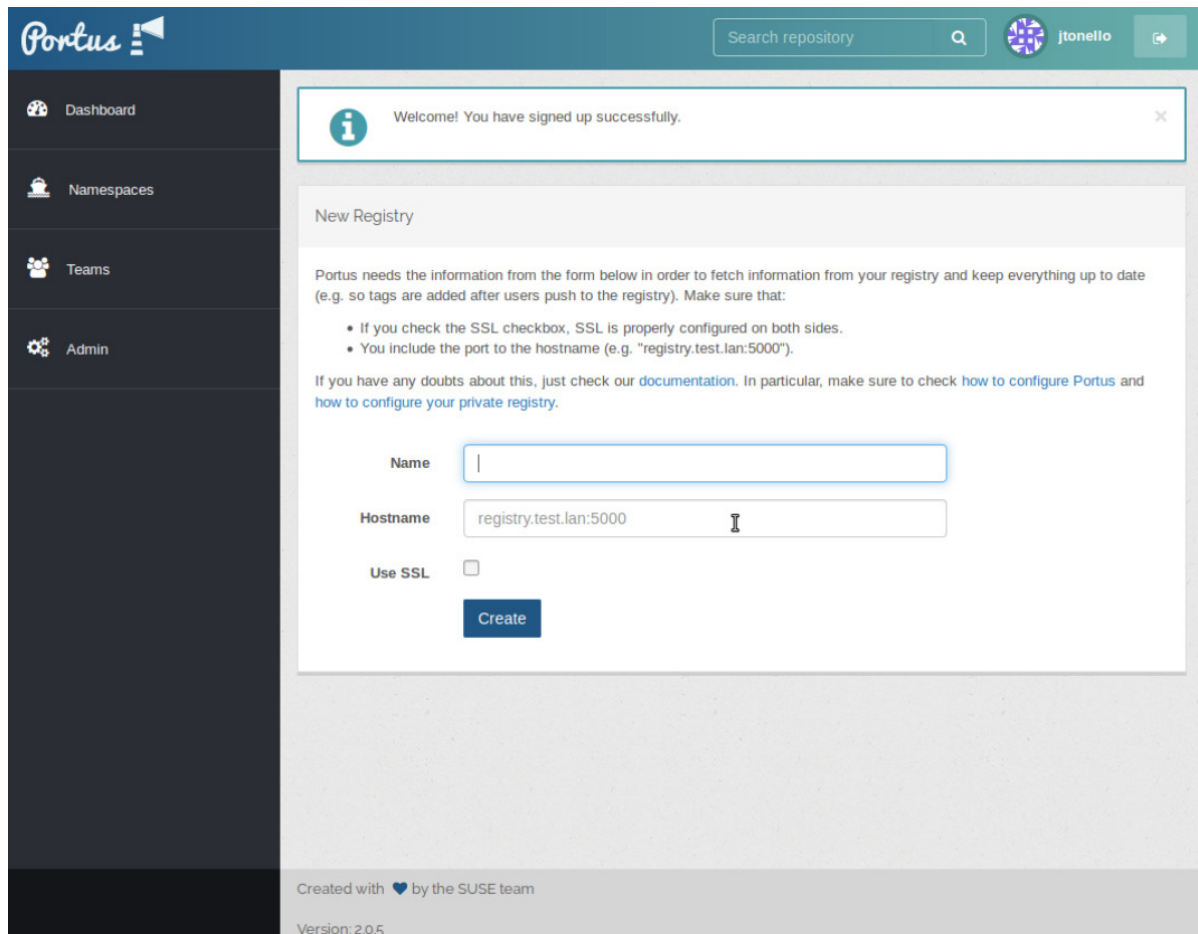 Portus
Search repository
jtonello
Dashboard
Namespaces
Teams
Admin
Welcome! You have signed up successfully.
×
New Registry
Portus needs the information from the form below in order to fetch information from your registry and keep everything up to date
(e.g. so tags are added after users push to the registry). Make sure that:
• If you check the SSL checkbox, SSL is properly configured on both sides.
• You include the port to the hostname (e.g. "registry.test.lan:5000").
If you have any doubts about this, just check our documentation. In particular, make sure to check how to configure Portus and
how to configure your private registry.
Name
Hostname registry.test.lan:5000
Use SSL
Create
Created with ♥ by the SUSE team
Version: 2.0.5